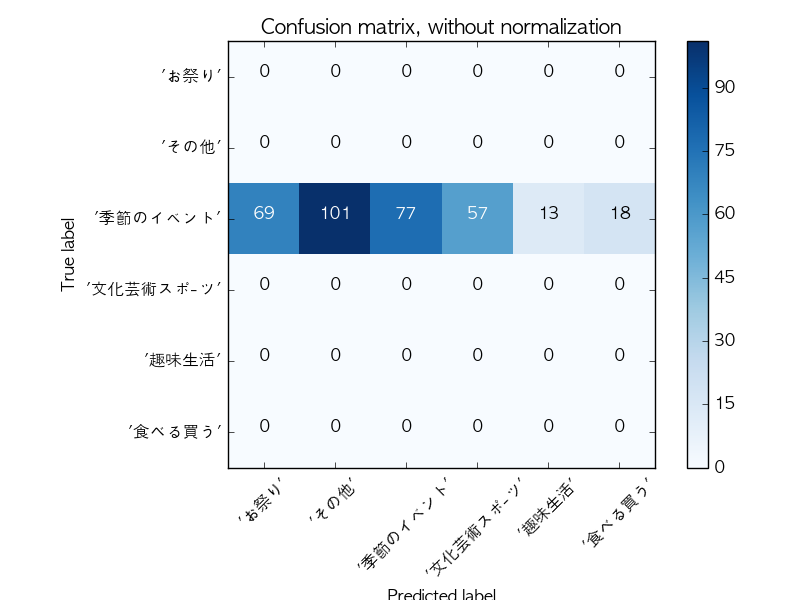 Confusion matrix, without normalization
True label
'お祭り' 0 0 0 0 0 0
'その他' 0 0 0 0 0 0
'季節のイベント' 69 101 77 57 13 18
'文化芸術スポーツ' 0 0 0 0 0 0
'趣味生活' 0 0 0 0 0 0
'食べる買う' 0 0 0 0 0 0
'お祭り' 'その他' '季節のイベント' '文化芸術スポーツ' '趣味生活' '食べる買う'
Predicted label
90
75
60
45
30
15
0